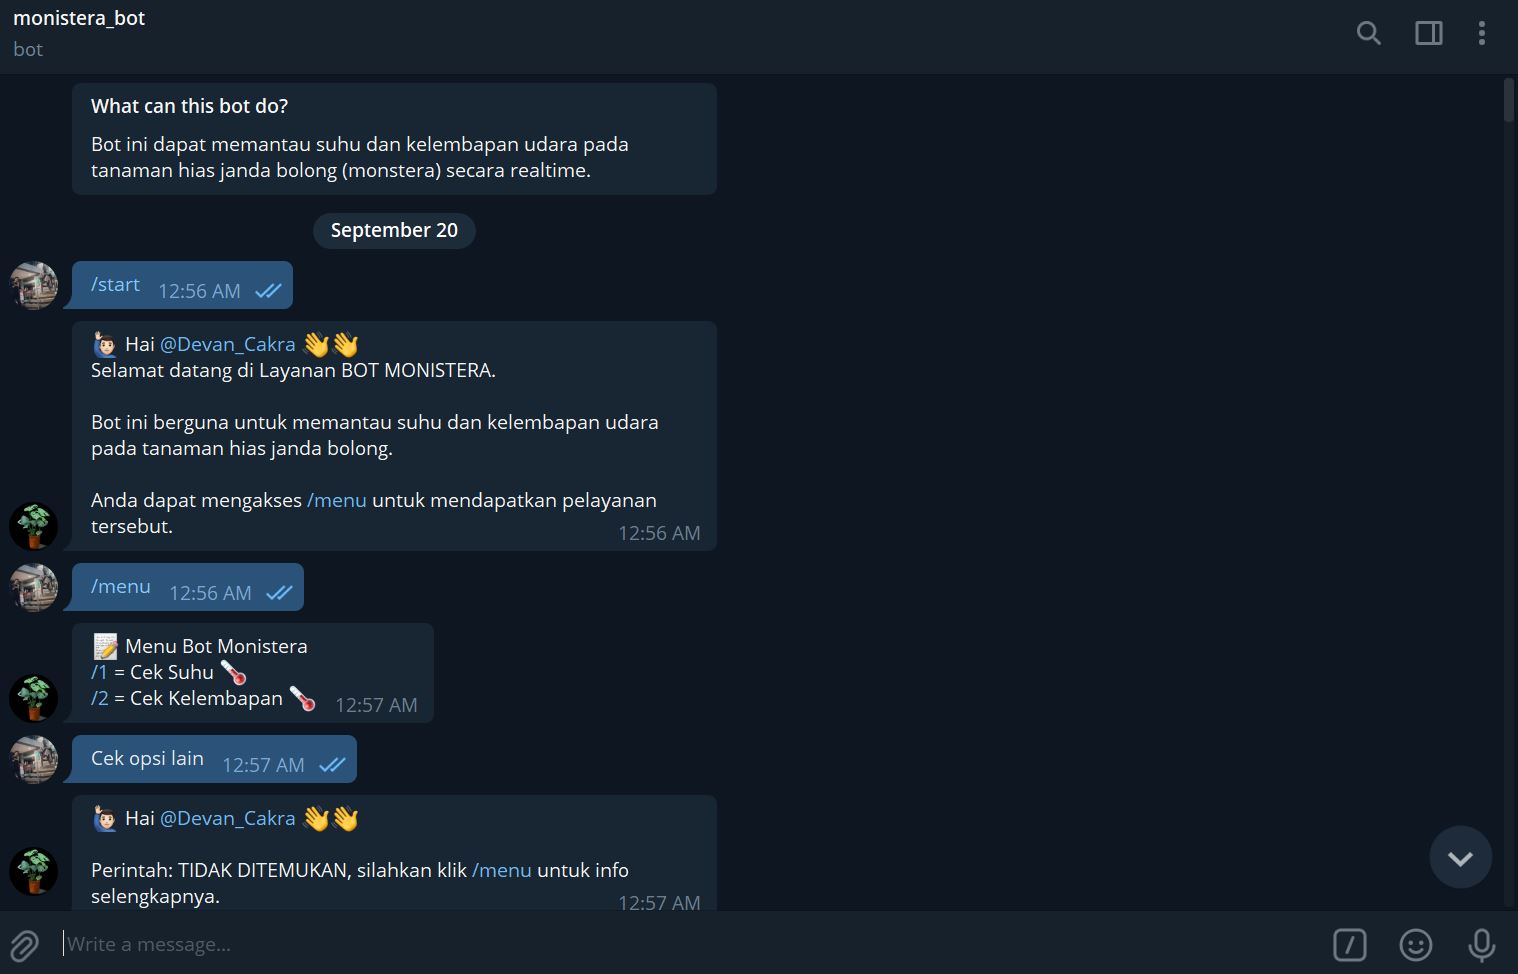 monistera_bot
bot
What can this bot do?
Bot ini dapat memantau suhu dan kelembapan udara pada
tanaman hias janda bolong (monstera) secara realtime.
September 20
/start 12:56 AM
🙋🏻‍♂️ Hai @Devan_Cakra 👋👋
Selamat datang di Layanan BOT MONISTERA.
Bot ini berguna untuk memantau suhu dan kelembapan udara
pada tanaman hias janda bolong.
Anda dapat mengakses /menu untuk mendapatkan pelayanan
tersebut. 12:56 AM
/menu 12:56 AM
📝 Menu Bot Monistera
/1 = Cek Suhu 🌡
/2 = Cek Kelembapan 🌡 12:57 AM
Cek opsi lain 12:57 AM
🙋🏻‍♂️ Hai @Devan_Cakra 👋👋
Perintah: TIDAK DITEMUKAN, silahkan klik /menu untuk info
selengkapnya. 12:57 AM
Write a message...